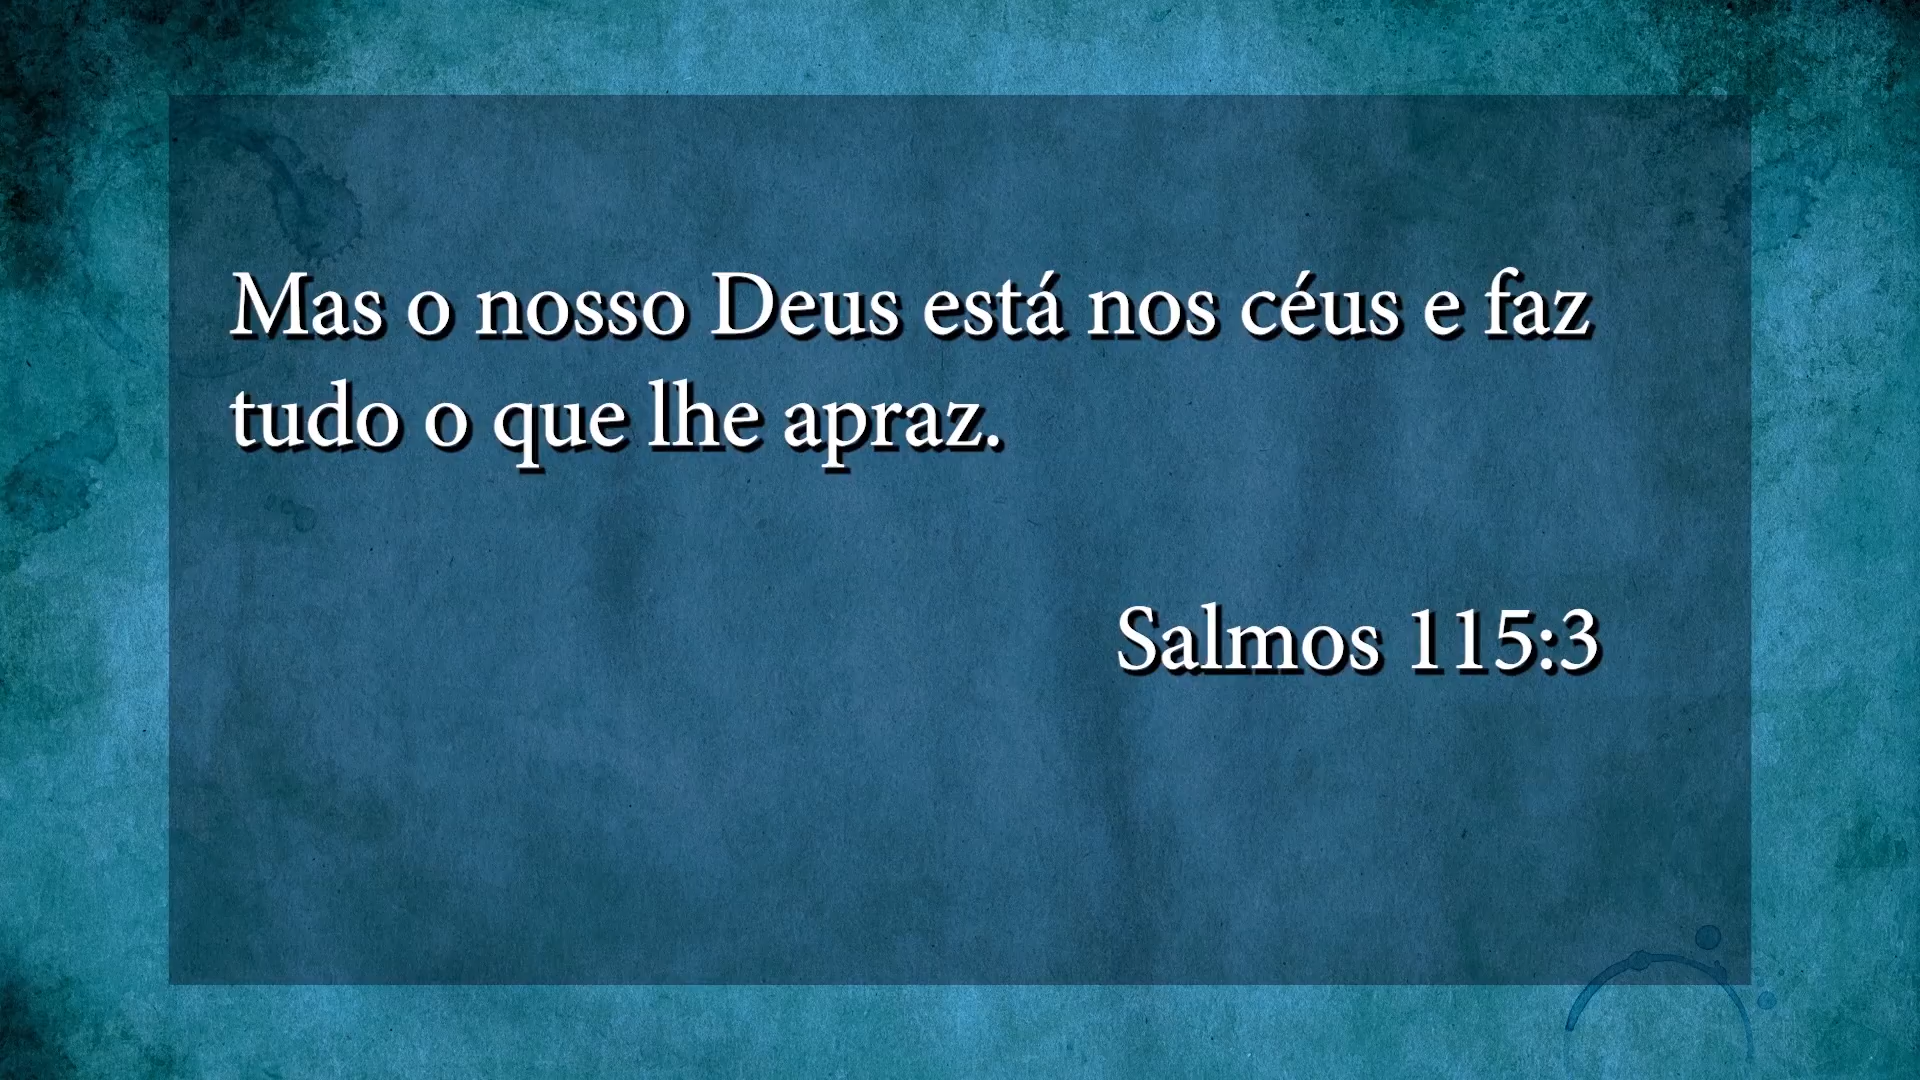 Mas o nosso Deus está nos céus e faz
tudo o que lhe apraz.
Salmos 115:3